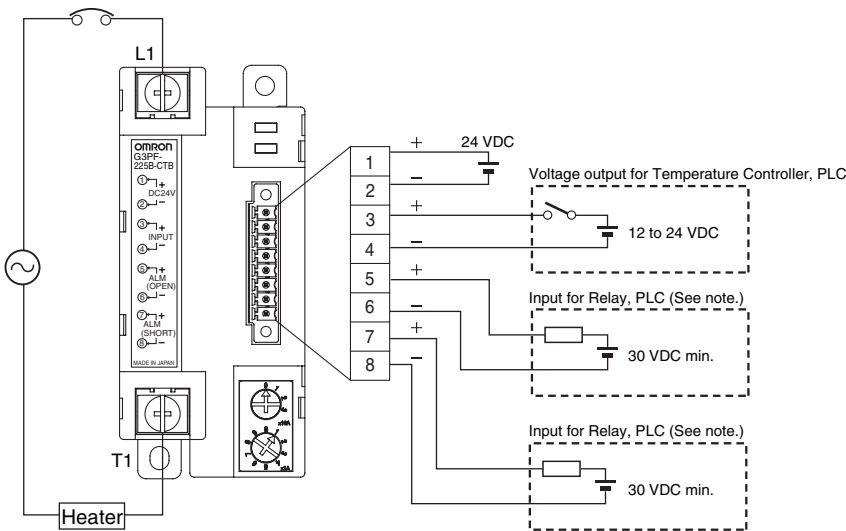 L1
OMRON
G3PF-
225B-CTB
1 +
DC24V
2 −
3 +
INPUT
4 −
5 +
ALM
(OPEN)
6 −
7 +
ALM
(SHORT)
8 −
MADE IN JAPAN
T1
Heater
x10A
x2A
1
2
3
4
5
6
7
8
+
−
+
−
+
−
+
−
24 VDC
Voltage output for Temperature Controller, PLC
12 to 24 VDC
Input for Relay, PLC (See note.)
30 VDC min.
Input for Relay, PLC (See note.)
30 VDC min.